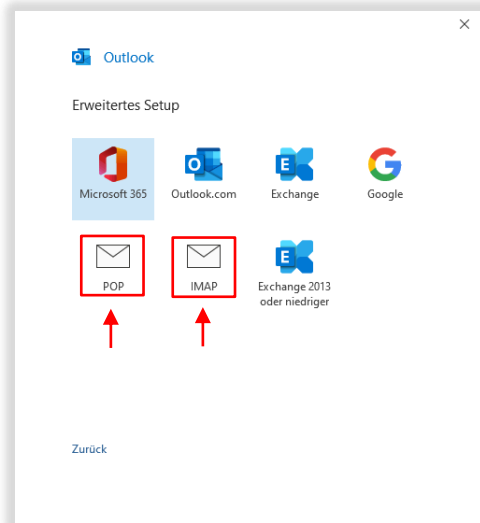 Outlook
Erweitertes Setup
Microsoft 365
Outlook.com
Exchange
Google
POP
IMAP
Exchange 2013
oder niedriger
Zurück